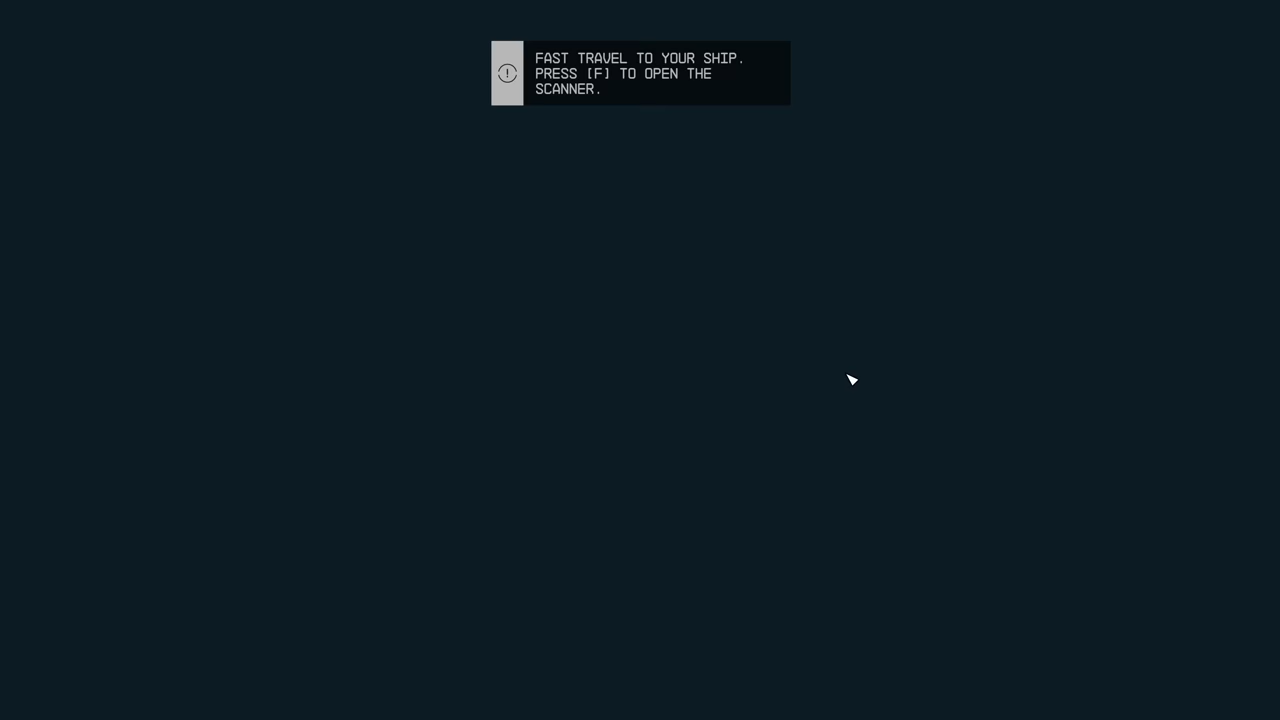 FAST TRAVEL TO YOUR SHIP.
PRESS [F] TO OPEN THE
SCANNER.